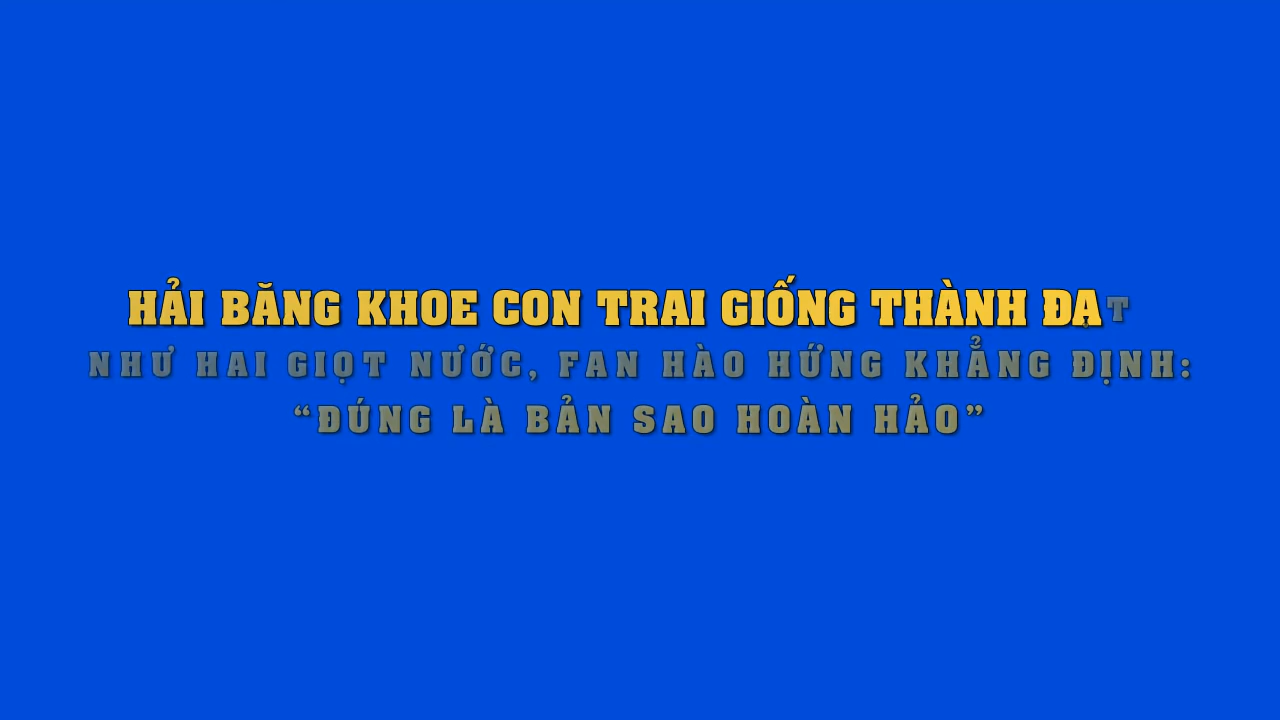 HẢI BĂNG KHOE CON TRAI GIỐNG THÀNH ĐẠT
NHƯ HAI GIỌT NƯỚC, FAN HÀO HỨNG KHẲNG ĐỊNH:
“ĐÚNG LÀ BẢN SAO HOÀN HẢO”